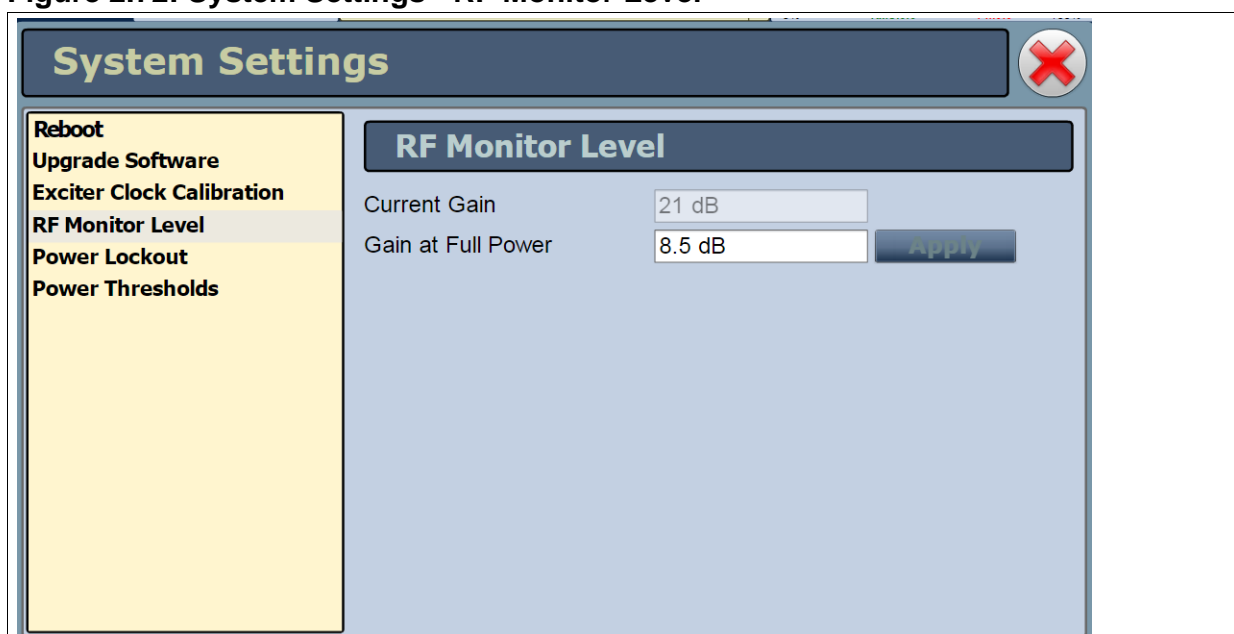 System Settings
Reboot
Upgrade Software
Exciter Clock Calibration
RF Monitor Level
Power Lockout
Power Thresholds
RF Monitor Level
Current Gain 21 dB
Gain at Full Power 8.5 dB Apply